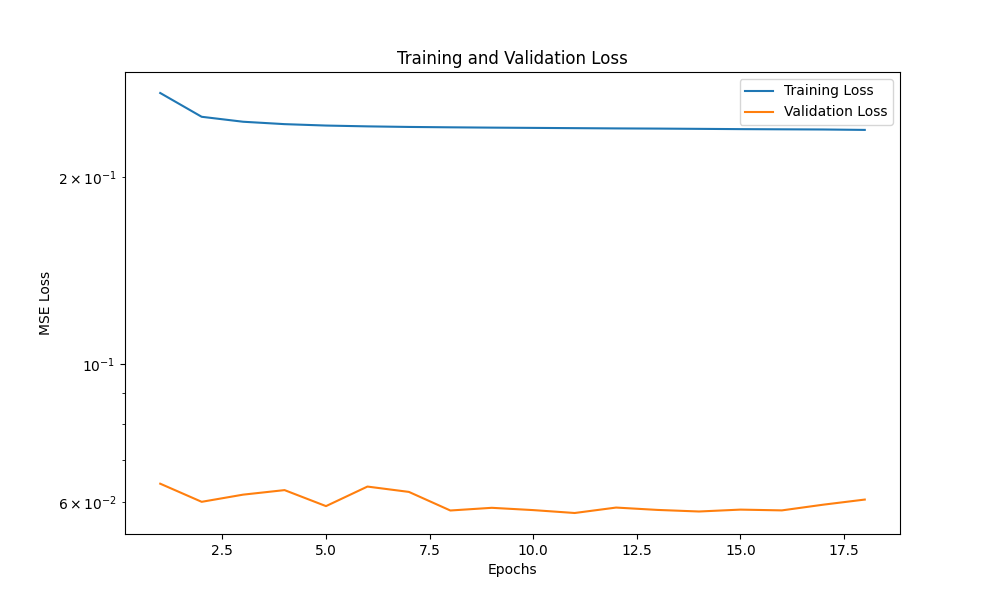 Training and Validation Loss
Training Loss
Validation Loss
MSE Loss
2 × 10⁻¹
10⁻¹
6 × 10⁻²
2.5 5.0 7.5 10.0 12.5 15.0 17.5
Epochs